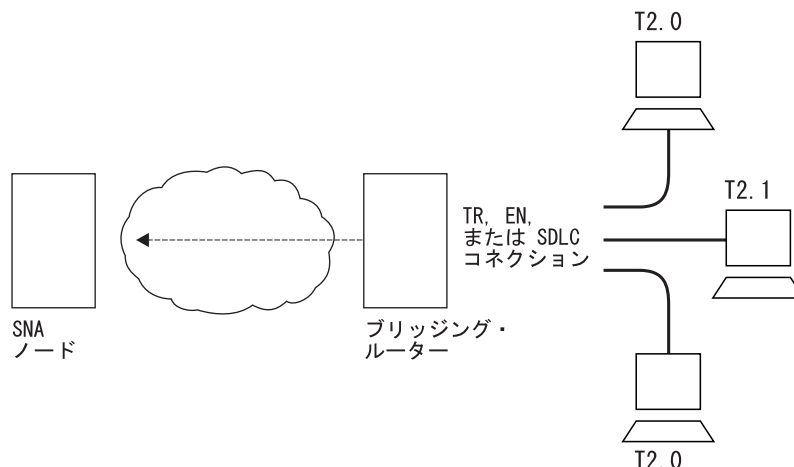 T2.0
T2.1
TR, EN,
または SDLC
コネクション
SNA
ノード
ブリッジング・
ルーター
T2.0